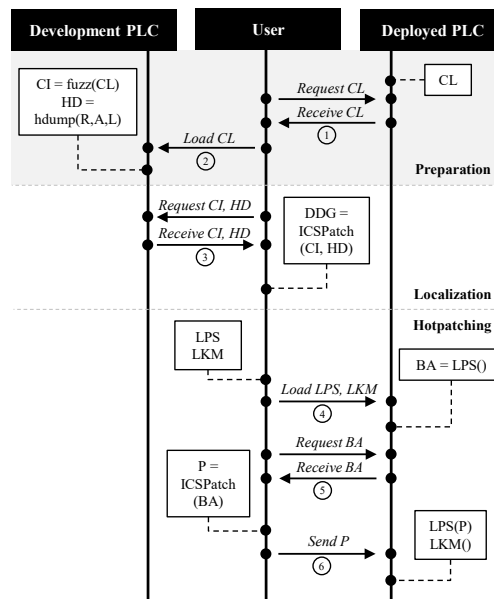 Development PLC
User
Deployed PLC
CI = fuzz(CL)
HD =
hdump(R,A,L)
CL
Request CL
Receive CL
1
Load CL
2
Preparation
Request CI, HD
Receive CI, HD
3
DDG =
ICSPatch
(CI, HD)
Localization
Hotpatching
LPS
LKM
BA = LPS()
Load LPS, LKM
4
Request BA
Receive BA
5
P =
ICSPatch
(BA)
Send P
6
LPS(P)
LKM()